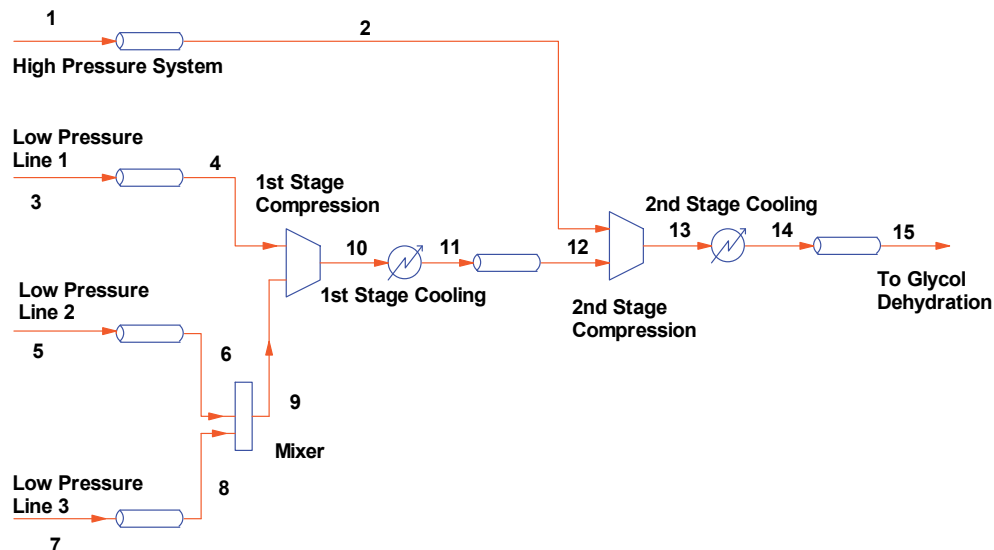 1
2
High Pressure System
Low Pressure
Line 1
3
4
1st Stage
Compression
10
11
1st Stage Cooling
12
2nd Stage Cooling
13
14
15
2nd Stage
Compression
To Glycol
Dehydration
Low Pressure
Line 2
5
6
9
Mixer
Low Pressure
Line 3
7
8